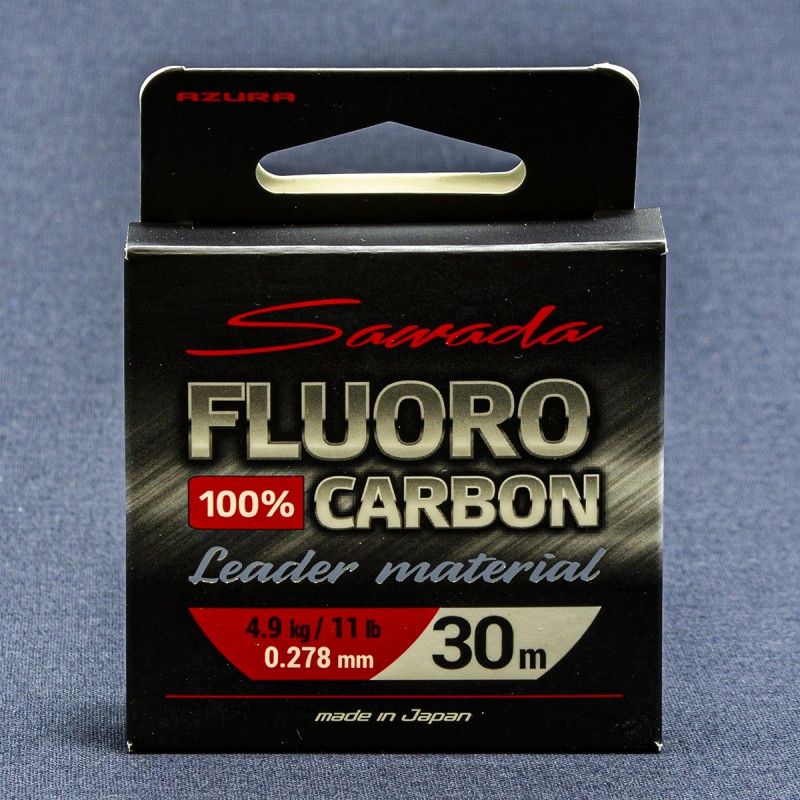 AZURA
Sawada
FLUORO
100% CARBON
Leader material
4.9 kg / 11 lb
0.278 mm
30m
made in Japan